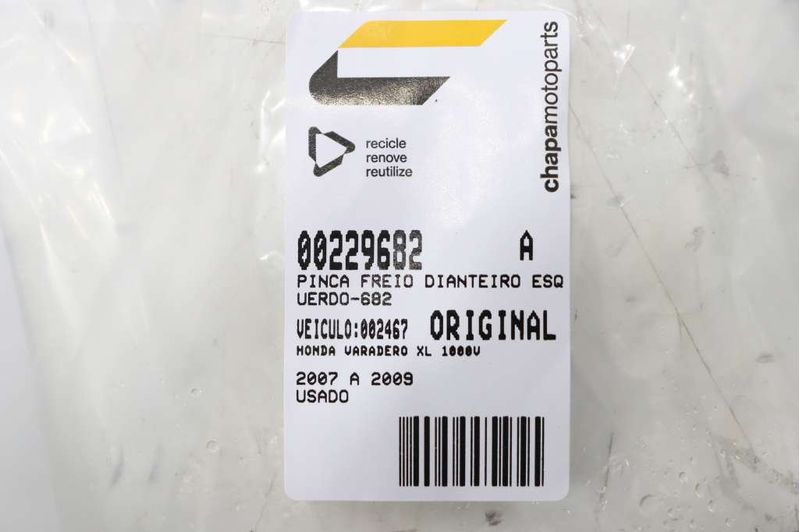 chapamotoparts
recicle
renove
reutilize
00229682 A
PINCA FREIO DIANTEIRO ESQ
UERDO-682
VEICULO:002467 ORIGINAL
HONDA VARADERO XL 1000V
2007 A 2009
USADO